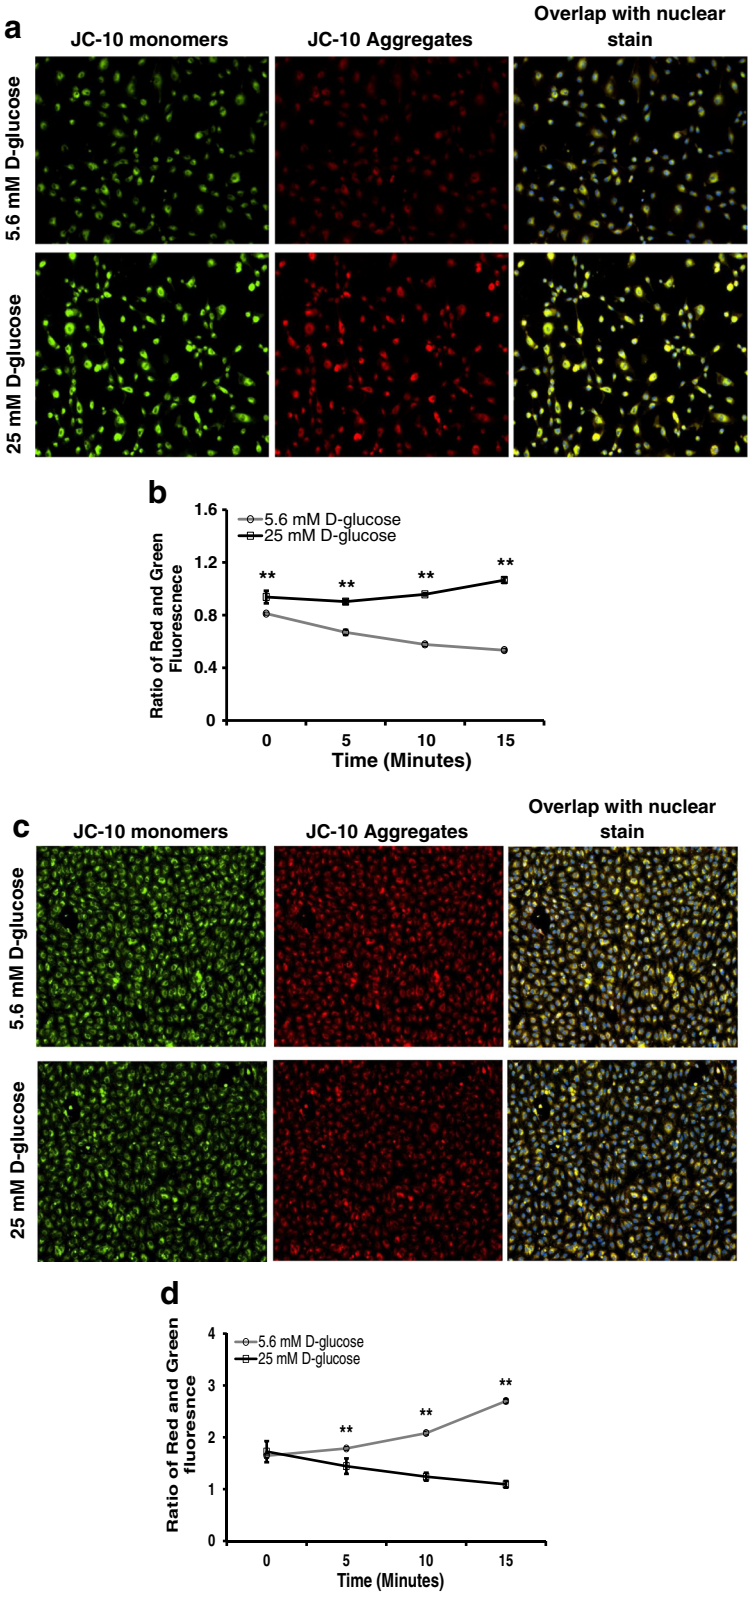 a
JC-10 monomers
JC-10 Aggregates
Overlap with nuclear
stain
5.6 mM D-glucose
25 mM D-glucose
b
Ratio of Red and Green
Fluorescnece
1.6
1.2
0.8
0.4
0
5.6 mM D-glucose
25 mM D-glucose
**
**
**
**
0
5
10
15
Time (Minutes)
c
JC-10 monomers
JC-10 Aggregates
Overlap with nuclear
stain
5.6 mM D-glucose
25 mM D-glucose
d
Ratio of Red and Green
fluoresnce
4
3
2
1
0
5.6 mM D-glucose
25 mM D-glucose
**
**
**
0
5
10
15
Time (Minutes)